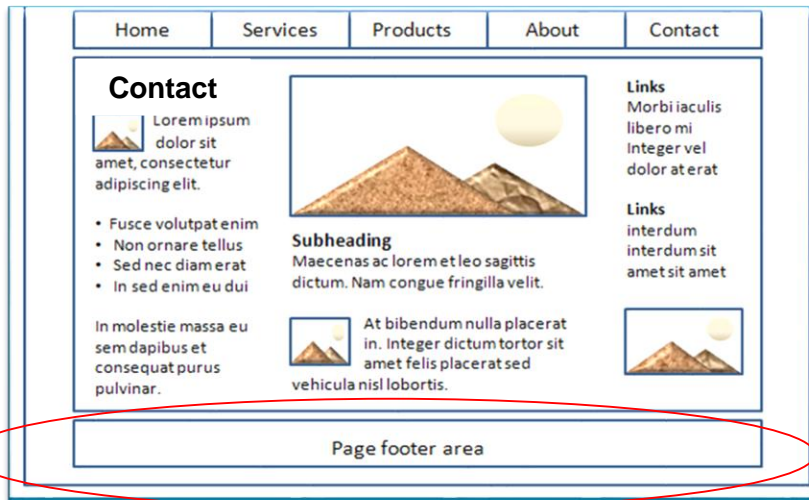 Home Services Products About Contact
Contact
Lorem ipsum
dolor sit
amet, consectetur
adipiscing elit.
• Fusce volutpat enim
• Non ornare tellus
• Sed nec diam erat
• In sed enim eu dui
In molestie massa eu
sem dapibus et
consequat purus
pulvinar.
Subheading
Maecenas ac lorem et leo sagittis
dictum. Nam congue fringilla velit.
At bibendum nulla placerat
in. Integer dictum tortor sit
amet felis placerat sed
vehicula nisl lobortis.
Links
Morbi iaculis
libero mi
Integer vel
dolor at erat
Links
interdum
interdum sit
amet sit amet
Page footer area